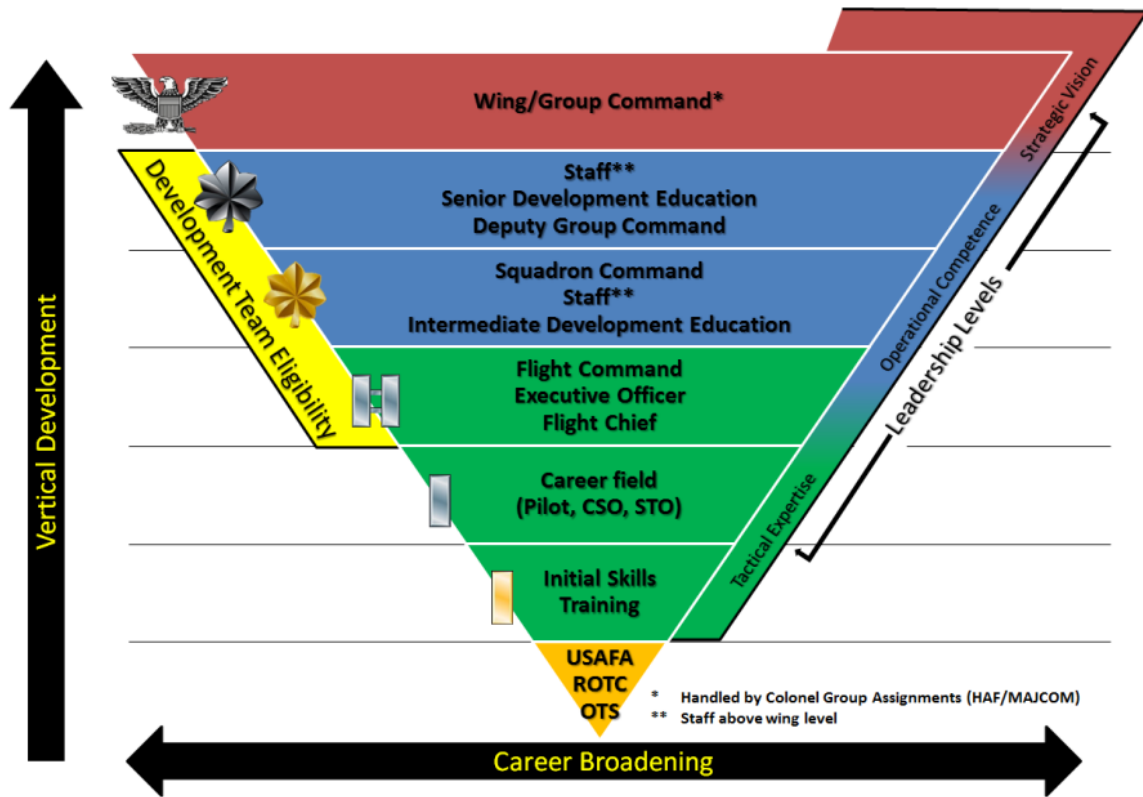 Wing/Group Command*
Staff**
Senior Development Education
Deputy Group Command
Squadron Command
Staff**
Intermediate Development Education
Flight Command
Executive Officer
Flight Chief
Career field
(Pilot, CSO, STO)
Initial Skills
Training
USAFA
ROTC
OTS
Vertical Development
Development Team Eligibility
Strategic Vision
Operational Competence
Tactical Expertise
Leadership Levels
* Handled by Colonel Group Assignments (HAF/MAJCOM)
** Staff above wing level
Career Broadening